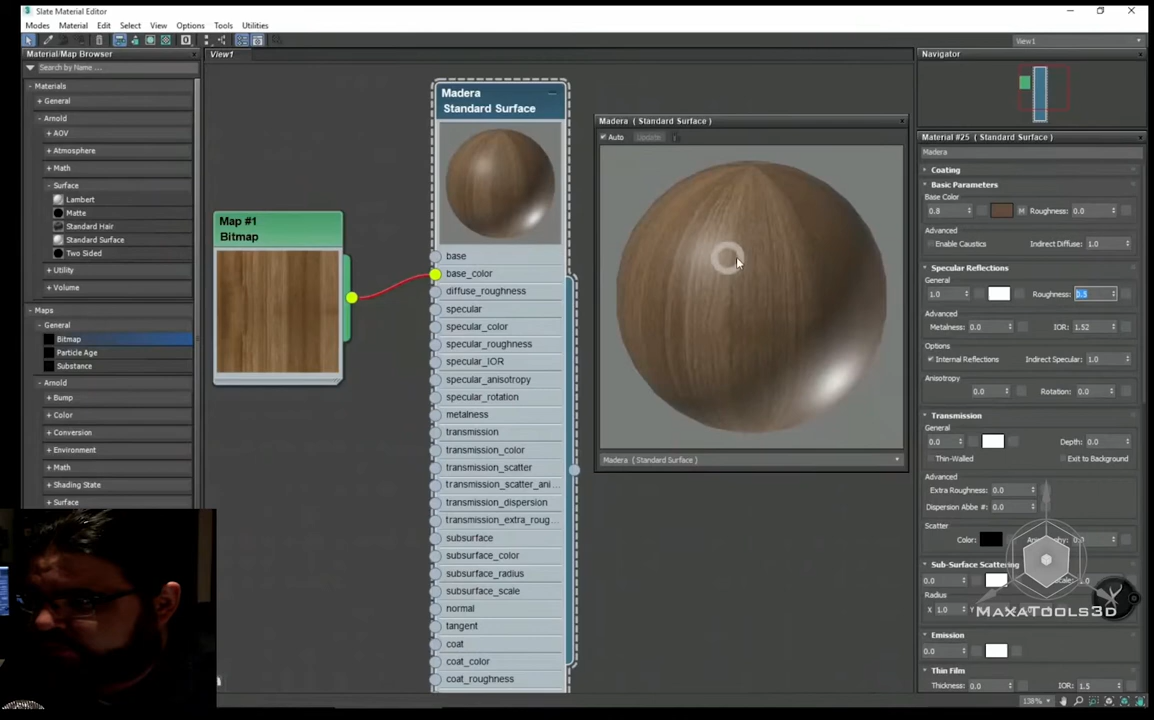 Slate Material Editor
Modes Material Edit Select View Options Tools Utilities
View1
Material/Map Browser
Search by Name ...
- Materials
+ General
- Arnold
+ AOV
+ Atmosphere
+ Math
- Surface
Lambert
Matte
Standard Hair
Standard Surface
Two Sided
+ Utility
+ Volume
- Maps
- General
Bitmap
Particle Age
Substance
- Arnold
+ Bump
+ Color
+ Conversion
+ Environment
+ Math
+ Shading State
+ Surface
View1
Map #1
Bitmap
Madera
Standard Surface
base
base_color
diffuse_roughness
specular
specular_color
specular_roughness
specular_IOR
specular_anisotropy
specular_rotation
metalness
transmission
transmission_color
transmission_scatter
transmission_scatter_ani...
transmission_dispersion
transmission_extra_roug...
subsurface
subsurface_color
subsurface_radius
subsurface_scale
normal
tangent
coat
coat_color
coat_roughness
Madera ( Standard Surface )
Auto Update
Madera ( Standard Surface )
Navigator
Material #25 ( Standard Surface )
Madera
Coating
Basic Parameters
Base Color
0.8 M Roughness: 0.0
Advanced
Enable Caustics Indirect Diffuse: 1.0
Specular Reflections
General
1.0 Roughness: 0.5
Advanced
Metalness: 0.0 IOR: 1.52
Options
Internal Reflections Indirect Specular: 1.0
Anisotropy
0.0 Rotation: 0.0
Transmission
General
0.0 Depth: 0.0
Thin-Walled Exit to Background
Advanced
Extra Roughness: 0.0
Dispersion Abbe #: 0.0
Scatter
Color:
Sub-Surface Scattering
0.0
Radius
X 1.0 Y
MAXATOOLS3D
Emission
0.0
Thin Film
Thickness: 0.0 IOR: 1.5
138%